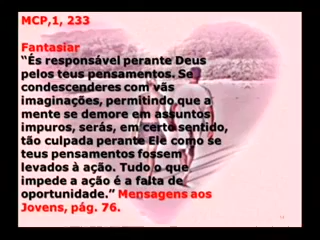 MCP,1, 233
Fantasiar
“És responsável perante Deus
pelos teus pensamentos. Se
condescenderes com vãs
imaginações, permitindo que a
mente se demore em assuntos
impuros, serás, em certo sentido,
tão culpada perante Ele como se
teus pensamentos fossem
levados à ação. Tudo o que
impede a ação é a falta de
oportunidade.” Mensagens aos
Jovens, pág. 76.